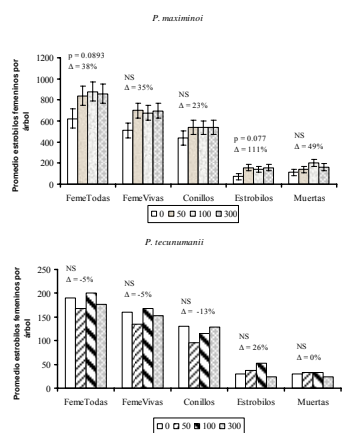 P. maximinoi
Promedio estrobilos femeninos por árbol
1200
1000
800
600
400
200
0
p = 0.0893
Δ = 38%
NS
Δ = 35%
NS
Δ = 23%
p = 0.077
Δ = 111%
NS
Δ = 49%
FemeTodas FemeVivas Conillos Estrobilos Muertas
0 50 100 300
P. tecunumanii
Promedio estrobilos femeninos por árbol
250
200
150
100
50
0
NS
Δ = -5%
NS
Δ = -5%
NS
Δ = -13%
NS
Δ = 26%
NS
Δ = 0%
FemeTodas FemeVivas Conillos Estrobilos Muertas
0 50 100 300